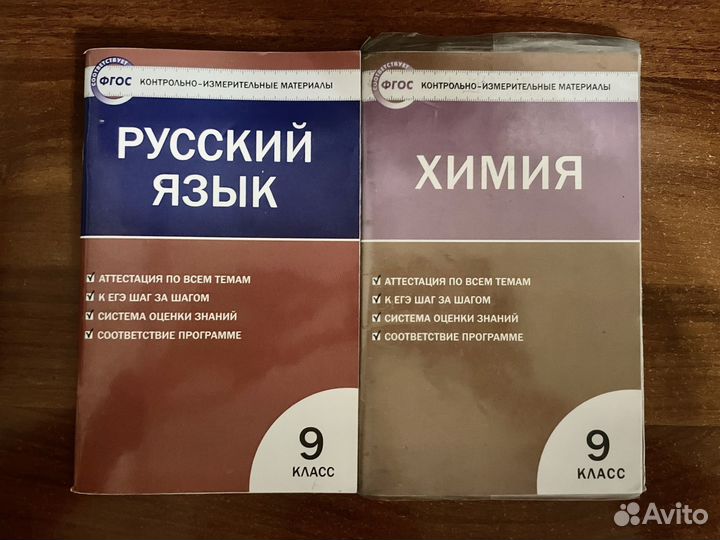 СООТВЕТСТВУЕТ
ФГОС
КОНТРОЛЬНО-ИЗМЕРИТЕЛЬНЫЕ МАТЕРИАЛЫ
РУССКИЙ
ЯЗЫК
АТТЕСТАЦИЯ ПО ВСЕМ ТЕМАМ
К ЕГЭ ШАГ ЗА ШАГОМ
СИСТЕМА ОЦЕНКИ ЗНАНИЙ
СООТВЕТСТВИЕ ПРОГРАММЕ
9
КЛАСС
СООТВЕТСТВУЕТ
ФГОС
КОНТРОЛЬНО-ИЗМЕРИТЕЛЬНЫЕ МАТЕРИАЛЫ
ХИМИЯ
АТТЕСТАЦИЯ ПО ВСЕМ ТЕМАМ
К ЕГЭ ШАГ ЗА ШАГОМ
СИСТЕМА ОЦЕНКИ ЗНАНИЙ
СООТВЕТСТВИЕ ПРОГРАММЕ
9
КЛАСС
Avito